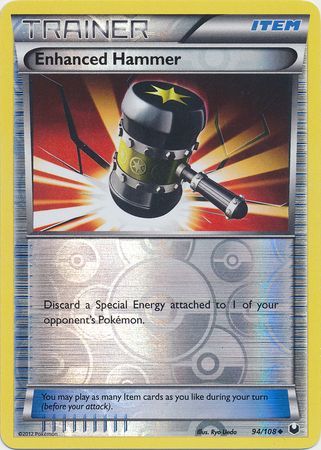 TRAINER
ITEM
Enhanced Hammer
Discard a Special Energy attached to 1 of your
opponent's Pokémon.
You may play as many Item cards as you like during your turn
(before your attack).
©2012 Pokémon
Illus. Ryo Ueda
94/108